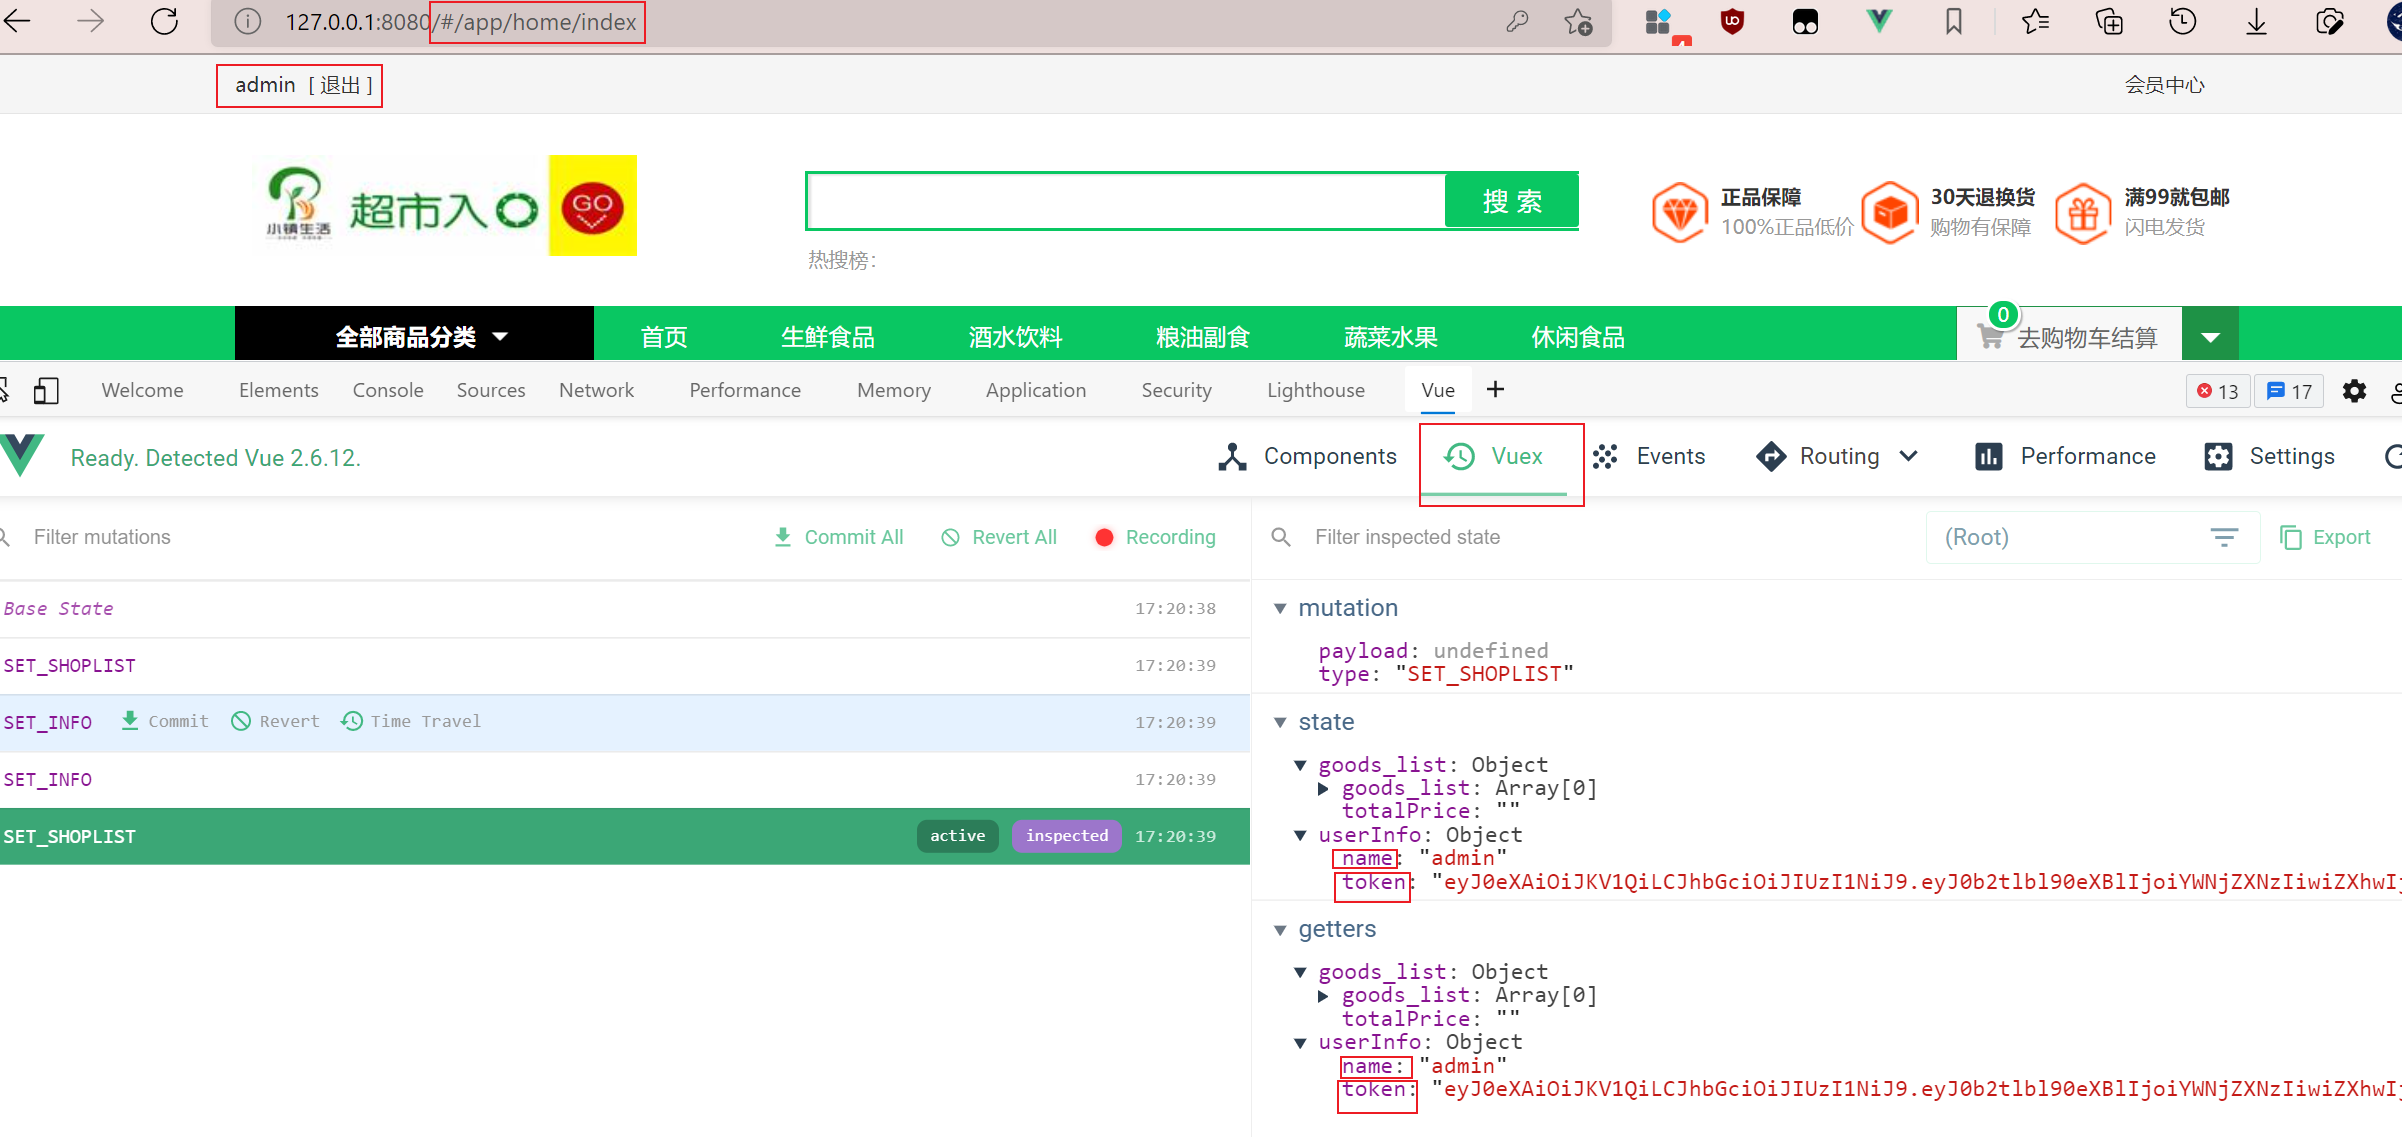 127.0.0.1:8080/#/app/home/index
admin [ 退出 ] 会员中心
小镇生活 超市入口 GO
搜 索
热搜榜：
正品保障 30天退换货 满99就包邮
100%正品低价 购物有保障 闪电发货
全部商品分类 首页 生鲜食品 酒水饮料 粮油副食 蔬菜水果 休闲食品 0 去购物车结算
Welcome Elements Console Sources Network Performance Memory Application Security Lighthouse Vue + 13 17
Ready. Detected Vue 2.6.12. Components Vuex Events Routing Performance Settings
Filter mutations Commit All Revert All Recording
Filter inspected state (Root) Export
Base State 17:20:38
SET_SHOPLIST 17:20:39
SET_INFO Commit Revert Time Travel 17:20:39
SET_INFO 17:20:39
SET_SHOPLIST active inspected 17:20:39
mutation
payload: undefined
type: "SET_SHOPLIST"
state
goods_list: Object
goods_list: Array[0]
totalPrice: ""
userInfo: Object
name: "admin"
token: "eyJ0eXAiOiJKV1QiLCJhbGciOiJIUzI1NiJ9.eyJ0b2tlbl90eXBlIjoiYWNjZXNzIiwiZXhwIj
getters
goods_list: Object
goods_list: Array[0]
totalPrice: ""
userInfo: Object
name: "admin"
token: "eyJ0eXAiOiJKV1QiLCJhbGciOiJIUzI1NiJ9.eyJ0b2tlbl90eXBlIjoiYWNjZXNzIiwiZXhwIj